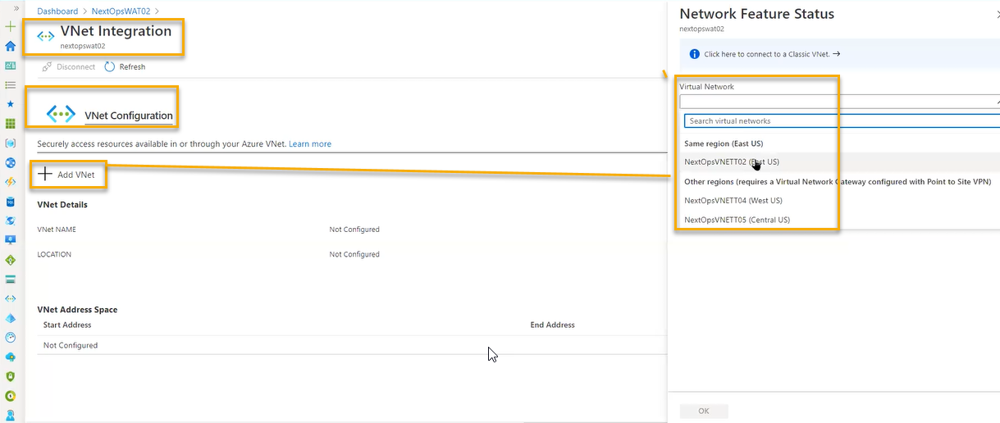 Dashboard > NextOpsWAT02 >
VNet Integration
nextopswat02
Disconnect Refresh
VNet Configuration
Securely access resources available in or through your Azure VNet. Learn more
Add VNet
VNet Details
VNet NAME Not Configured
LOCATION Not Configured
VNet Address Space
Start Address End Address
Not Configured
Network Feature Status
nextopswat02
Click here to connect to a Classic VNet. →
Virtual Network
Search virtual networks
Same region (East US)
NextOpsVNETT02 (East US)
Other regions (requires a Virtual Network Gateway configured with Point to Site VPN)
NextOpsVNETT04 (West US)
NextOpsVNETT05 (Central US)
OK